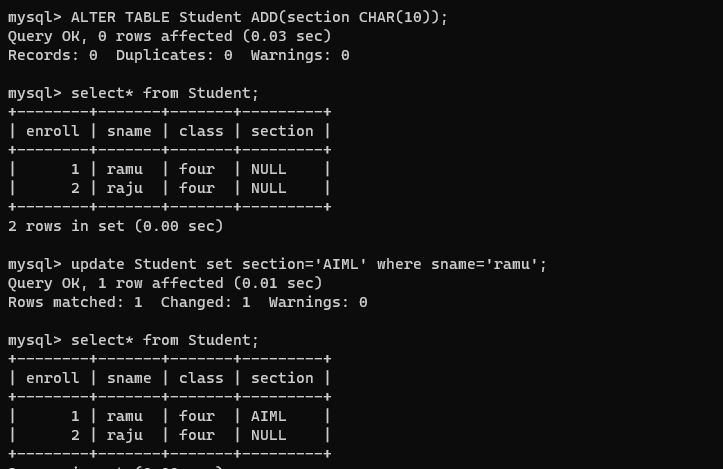 mysql> ALTER TABLE Student ADD(section CHAR(10));
Query OK, 0 rows affected (0.03 sec)
Records: 0  Duplicates: 0  Warnings: 0

mysql> select* from Student;
+--------+-------+-------+---------+
| enroll | sname | class | section |
+--------+-------+-------+---------+
|      1 | ramu  | four  | NULL    |
|      2 | raju  | four  | NULL    |
+--------+-------+-------+---------+
2 rows in set (0.00 sec)

mysql> update Student set section='AIML' where sname='ramu';
Query OK, 1 row affected (0.01 sec)
Rows matched: 1  Changed: 1  Warnings: 0

mysql> select* from Student;
+--------+-------+-------+---------+
| enroll | sname | class | section |
+--------+-------+-------+---------+
|      1 | ramu  | four  | AIML    |
|      2 | raju  | four  | NULL    |
+--------+-------+-------+---------+